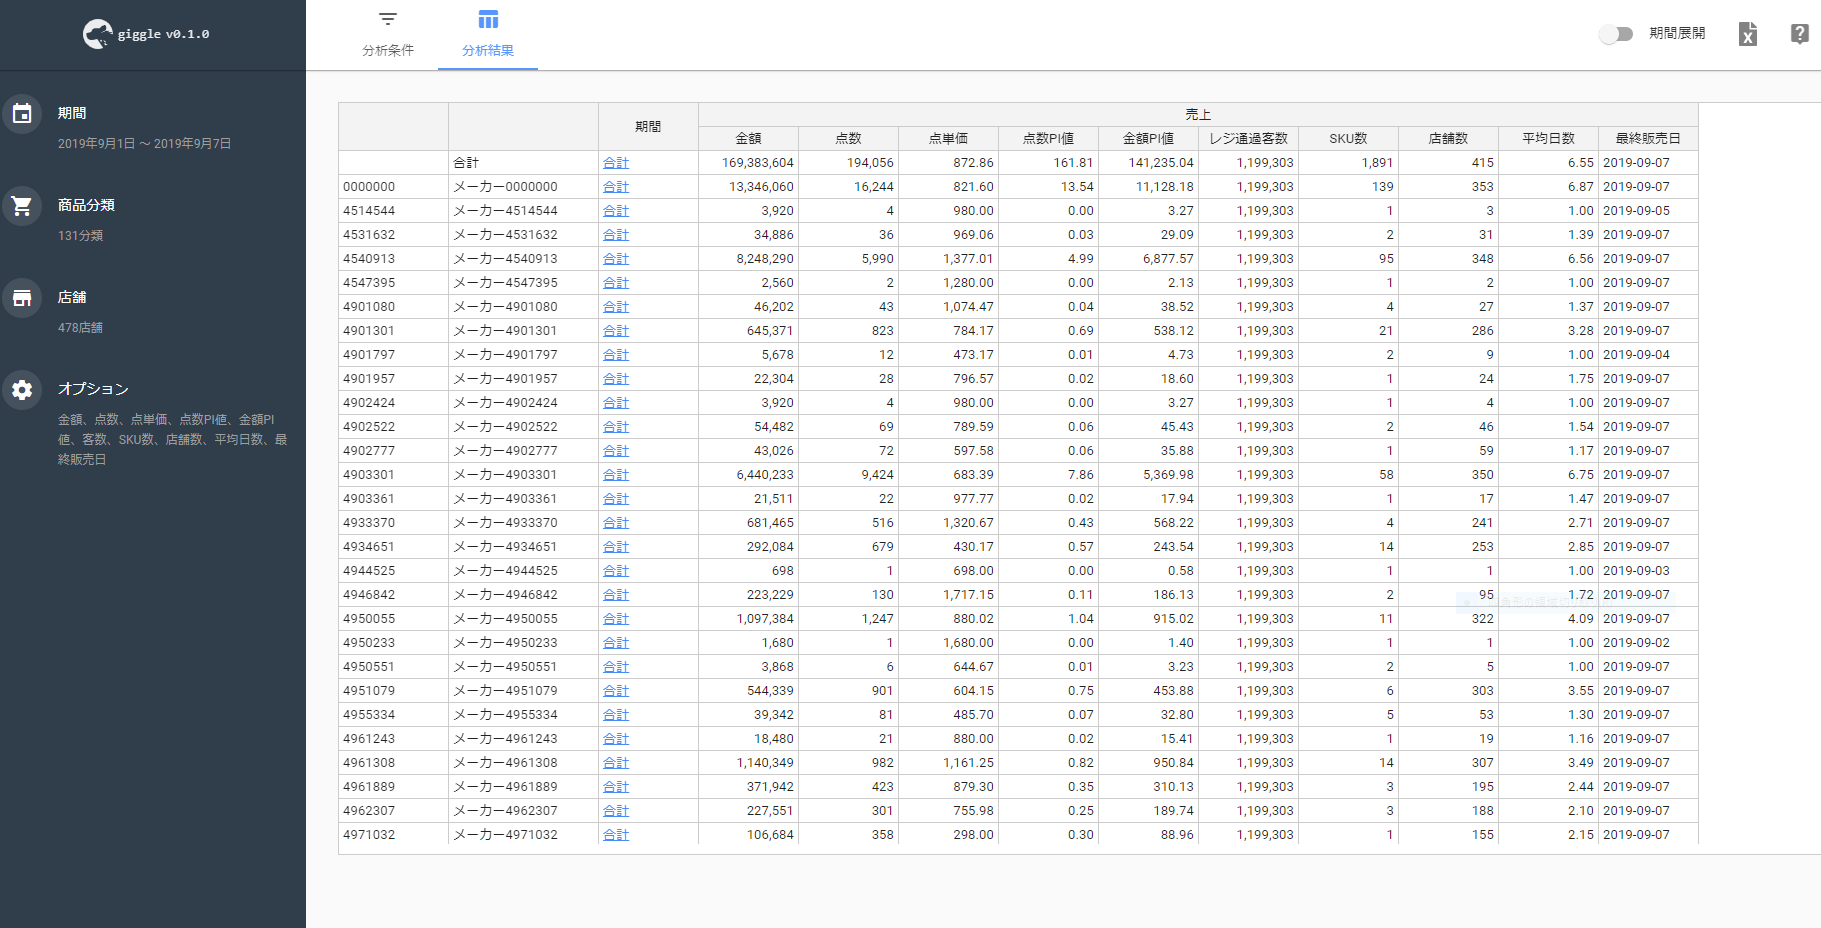 giggle v0.1.0
分析条件
分析結果
期間展開
期間
2019年9月1日 ～ 2019年9月7日
商品分類
131分類
店舗
478店舗
オプション
金額、点数、点単価、点数PI値、金額PI
値、客数、SKU数、店舗数、平均日数、最
終販売日
期間 売上
金額 点数 点単価 点数PI値 金額PI値 レジ通過客数 SKU数 店舗数 平均日数 最終販売日
合計 合計 169,383,604 194,056 872.86 161.81 141,235.04 1,199,303 1,891 415 6.55 2019-09-07
0000000 メーカー0000000 合計 13,346,060 16,244 821.60 13.54 11,128.18 1,199,303 139 353 6.87 2019-09-07
4514544 メーカー4514544 合計 3,920 4 980.00 0.00 3.27 1,199,303 1 3 1.00 2019-09-05
4531632 メーカー4531632 合計 34,886 36 969.06 0.03 29.09 1,199,303 2 31 1.39 2019-09-07
4540913 メーカー4540913 合計 8,248,290 5,990 1,377.01 4.99 6,877.57 1,199,303 95 348 6.56 2019-09-07
4547395 メーカー4547395 合計 2,560 2 1,280.00 0.00 2.13 1,199,303 1 2 1.00 2019-09-07
4901080 メーカー4901080 合計 46,202 43 1,074.47 0.04 38.52 1,199,303 4 27 1.37 2019-09-07
4901301 メーカー4901301 合計 645,371 823 784.17 0.69 538.12 1,199,303 21 286 3.28 2019-09-07
4901797 メーカー4901797 合計 5,678 12 473.17 0.01 4.73 1,199,303 2 9 1.00 2019-09-04
4901957 メーカー4901957 合計 22,304 28 796.57 0.02 18.60 1,199,303 1 24 1.75 2019-09-07
4902424 メーカー4902424 合計 3,920 4 980.00 0.00 3.27 1,199,303 1 4 1.00 2019-09-07
4902522 メーカー4902522 合計 54,482 69 789.59 0.06 45.43 1,199,303 2 46 1.54 2019-09-07
4902777 メーカー4902777 合計 43,026 72 597.58 0.06 35.88 1,199,303 1 59 1.17 2019-09-07
4903301 メーカー4903301 合計 6,440,233 9,424 683.39 7.86 5,369.98 1,199,303 58 350 6.75 2019-09-07
4903361 メーカー4903361 合計 21,511 22 977.77 0.02 17.94 1,199,303 1 17 1.47 2019-09-07
4933370 メーカー4933370 合計 681,465 516 1,320.67 0.43 568.22 1,199,303 4 241 2.71 2019-09-07
4934651 メーカー4934651 合計 292,084 679 430.17 0.57 243.54 1,199,303 14 253 2.85 2019-09-07
4944525 メーカー4944525 合計 698 1 698.00 0.00 0.58 1,199,303 1 1 1.00 2019-09-03
4946842 メーカー4946842 合計 223,229 130 1,717.15 0.11 186.13 1,199,303 2 95 1.72 2019-09-07
4950055 メーカー4950055 合計 1,097,384 1,247 880.02 1.04 915.02 1,199,303 11 322 4.09 2019-09-07
4950233 メーカー4950233 合計 1,680 1 1,680.00 0.00 1.40 1,199,303 1 1 1.00 2019-09-02
4950551 メーカー4950551 合計 3,868 6 644.67 0.01 3.23 1,199,303 2 5 1.00 2019-09-07
4951079 メーカー4951079 合計 544,339 901 604.15 0.75 453.88 1,199,303 6 303 3.55 2019-09-07
4955334 メーカー4955334 合計 39,342 81 485.70 0.07 32.80 1,199,303 5 53 1.30 2019-09-07
4961243 メーカー4961243 合計 18,480 21 880.00 0.02 15.41 1,199,303 1 19 1.16 2019-09-07
4961308 メーカー4961308 合計 1,140,349 982 1,161.25 0.82 950.84 1,199,303 14 307 3.49 2019-09-07
4961889 メーカー4961889 合計 371,942 423 879.30 0.35 310.13 1,199,303 3 195 2.44 2019-09-07
4962307 メーカー4962307 合計 227,551 301 755.98 0.25 189.74 1,199,303 3 188 2.10 2019-09-07
4971032 メーカー4971032 合計 106,684 358 298.00 0.30 88.96 1,199,303 1 155 2.15 2019-09-07